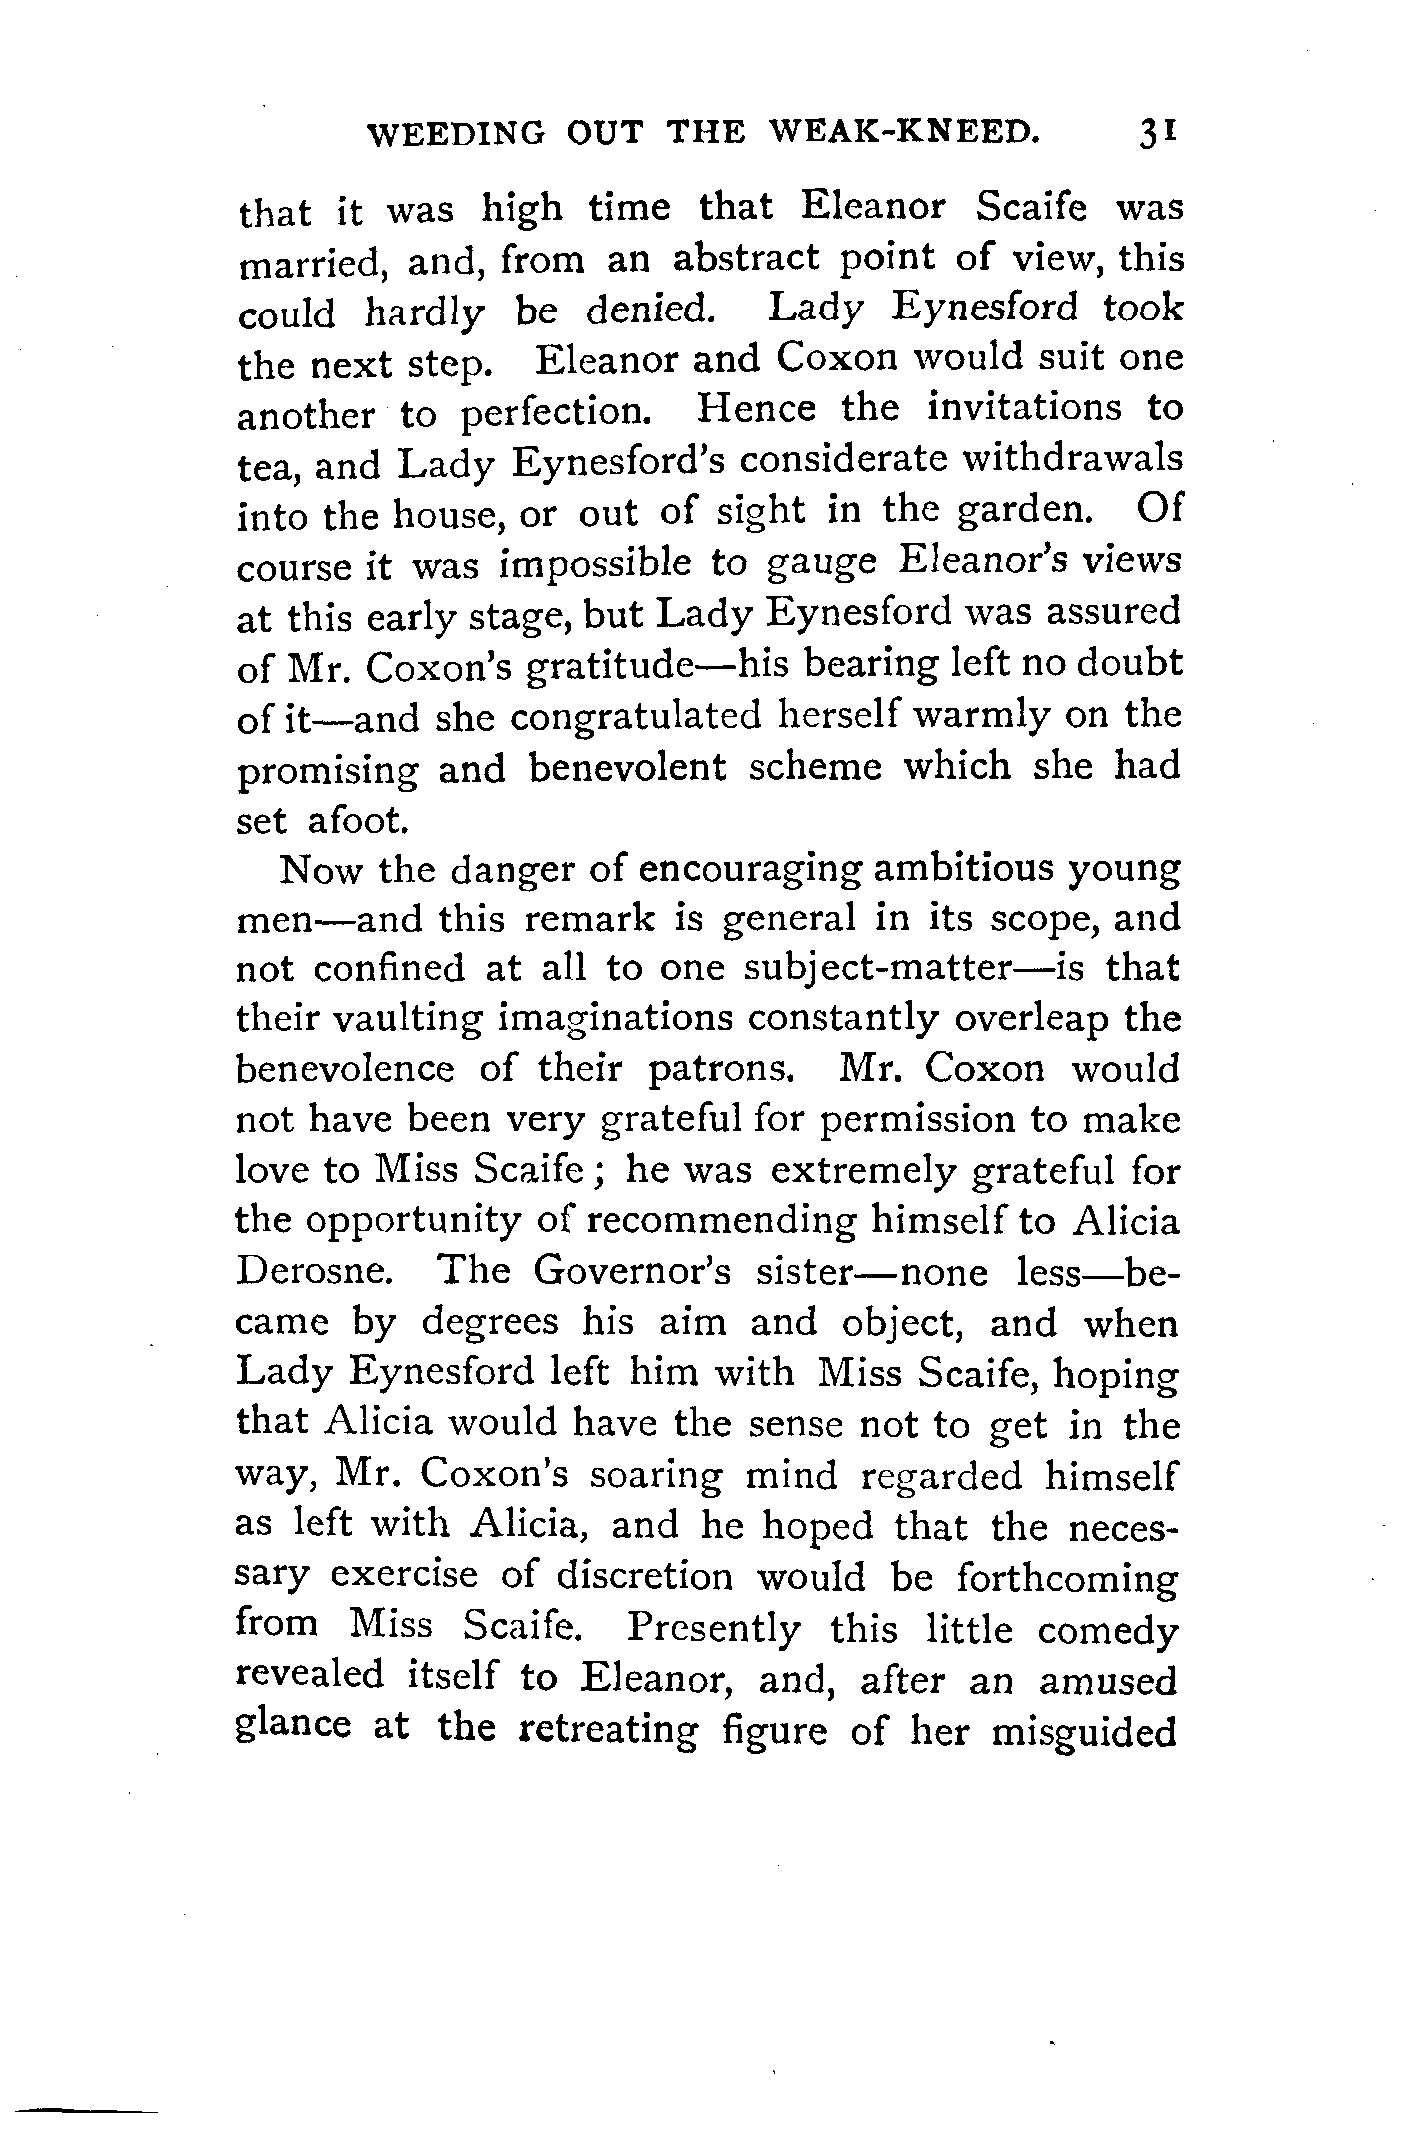 WEEDING OUT THE WEAK-KNEED. 31
that it was high time that Eleanor Scaife was
married, and, from an abstract point of view, this
could hardly be denied. Lady Eynesford took
the next step. Eleanor and Coxon would suit one
another to perfection. Hence the invitations to
tea, and Lady Eynesford's considerate withdrawals
into the house, or out of sight in the garden. Of
course it was impossible to gauge Eleanor's views
at this early stage, but Lady Eynesford was assured
of Mr. Coxon's gratitude—his bearing left no doubt
of it—and she congratulated herself warmly on the
promising and benevolent scheme which she had
set afoot.
Now the danger of encouraging ambitious young
men—and this remark is general in its scope, and
not confined at all to one subject-matter—is that
their vaulting imaginations constantly overleap the
benevolence of their patrons. Mr. Coxon would
not have been very grateful for permission to make
love to Miss Scaife; he was extremely grateful for
the opportunity of recommending himself to Alicia
Derosne. The Governor's sister—none less—be-
came by degrees his aim and object, and when
Lady Eynesford left him with Miss Scaife, hoping
that Alicia would have the sense not to get in the
way, Mr. Coxon's soaring mind regarded himself
as left with Alicia, and he hoped that the neces-
sary exercise of discretion would be forthcoming
from Miss Scaife. Presently this little comedy
revealed itself to Eleanor, and, after an amused
glance at the retreating figure of her misguided